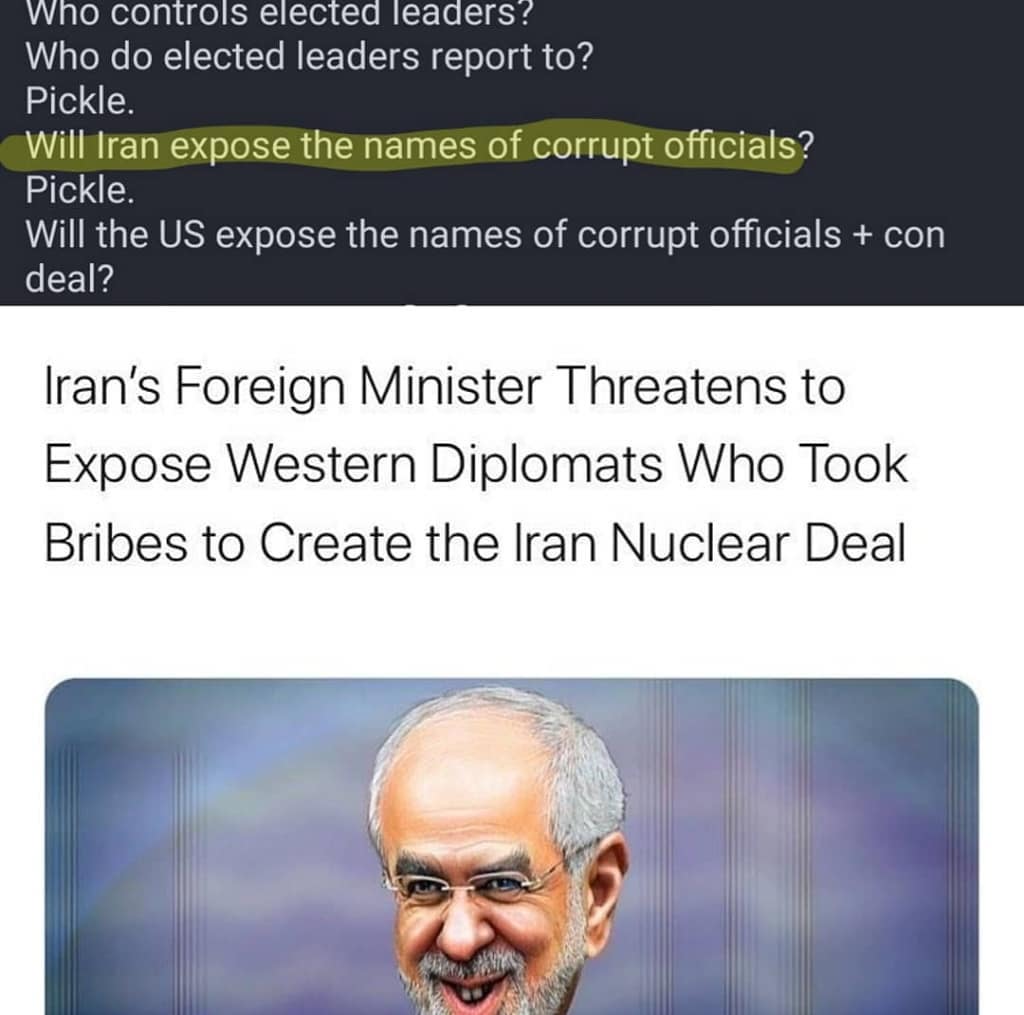 Who controls elected leaders?
Who do elected leaders report to?
Pickle.
Will Iran expose the names of corrupt officials?
Pickle.
Will the US expose the names of corrupt officials + con
deal?
Iran's Foreign Minister Threatens to
Expose Western Diplomats Who Took
Bribes to Create the Iran Nuclear Deal